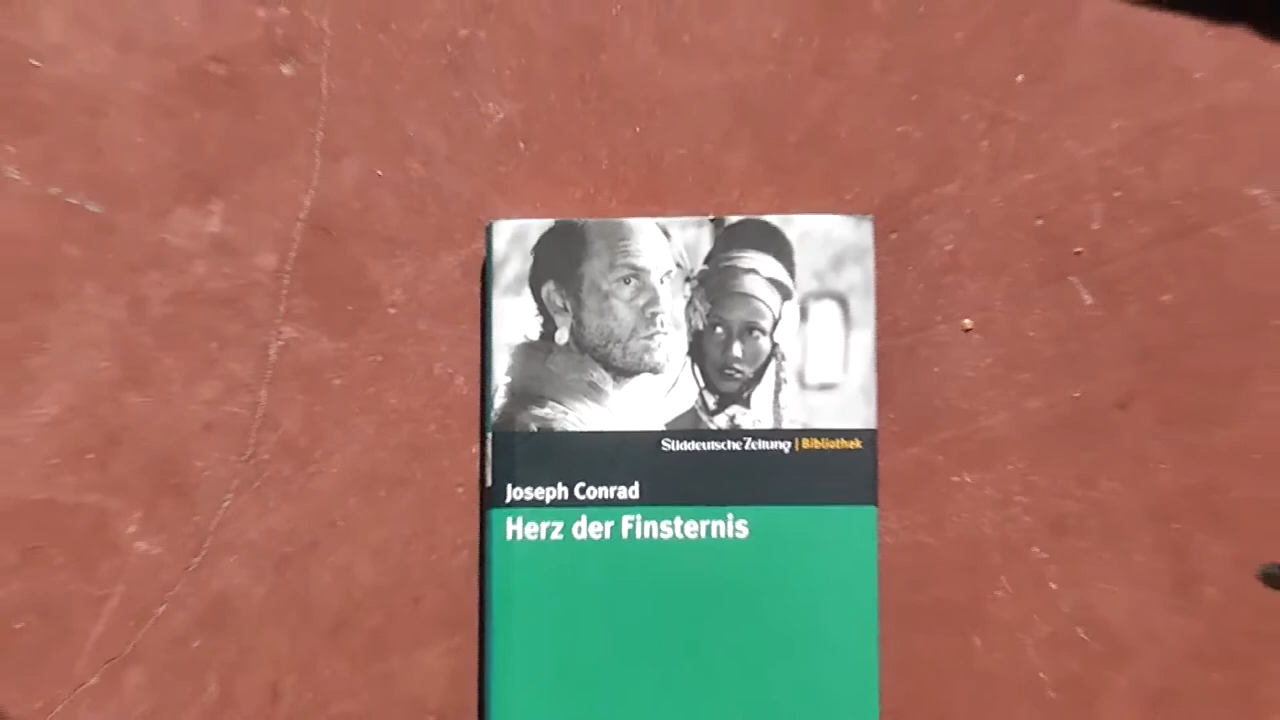 Süddeutsche Zeitung | Bibliothek
Joseph Conrad
Herz der Finsternis